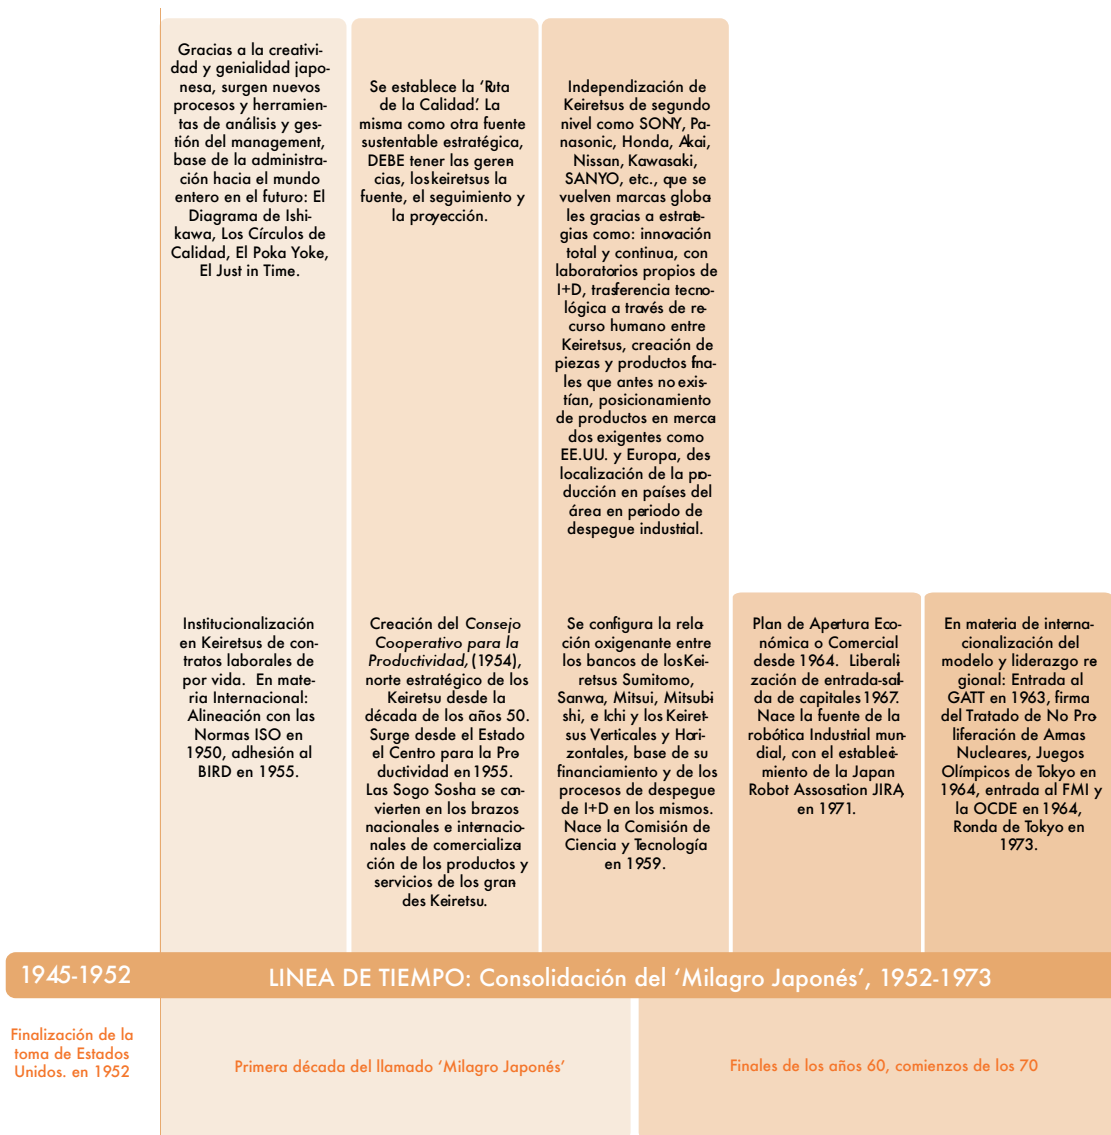 Gracias a la creativi-
dad y genialidad japo-
nesa, surgen nuevos
procesos y herramien-
tas de análisis y ges-
tión del management,
base de la administra-
ción hacia el mundo
entero en el futuro: El
Diagrama de Ishi-
kawa, Los Círculos de
Calidad, El Poka Yoke,
El Just in Time.
Se establece la ‘Ruta
de la Calidad’. La
misma como otra fuente
sustentable estratégica,
DEBE tener las geren-
cias, los keiretsus la
fuente, el seguimiento y
la proyección.
Independización de
Keiretsus de segundo
nivel como SONY, Pa-
nasonic, Honda, Akai,
Nissan, Kawasaki,
SANYO, etc., que se
vuelven marcas globa-
les gracias a estrate-
gias como: innovación
total y continua, con
laboratorios propios de
I+D, trasferencia tecno-
lógica a través de re-
curso humano entre
Keiretsus, creación de
piezas y productos fina-
les que antes no exis-
tían, posicionamiento
de productos en merca-
dos exigentes como
EE.UU. y Europa, des-
localización de la pro-
ducción en países del
área en periodo de
despegue industrial.
Institucionalización
en Keiretsus de con-
tratos laborales de
por vida. En mate-
ria Internacional:
Alineación con las
Normas ISO en
1950, adhesión al
BIRD en 1955.
Creación del Consejo
Cooperativo para la
Productividad, (1954),
norte estratégico de los
Keiretsu desde la
década de los años 50.
Surge desde el Estado
el Centro para la Pro-
ductividad en 1955.
Las Sogo Sosha se con-
vierten en los brazos
nacionales e internacio-
nales de comercializa-
ción de los productos y
servicios de los gran-
des Keiretsu.
Se configura la rela-
ción oxigenante entre
los bancos de los Kei-
retsus Sumitomo,
Sanwa, Mitsui, Mitsubi-
shi, e Ichi y los Keiret-
sus Verticales y Hori-
zontales, base de su
financiamiento y de los
procesos de despegue
de I+D en los mismos.
Nace la Comisión de
Ciencia y Tecnología
en 1959.
Plan de Apertura Eco-
nómica o Comercial
desde 1964. Liberali-
zación de entrada-sali-
da de capitales 1967.
Nace la fuente de la
robótica Industrial mun-
dial, con el estableci-
miento de la Japan
Robot Assosation JIRA,
en 1971.
En materia de interna-
cionalización del
modelo y liderazgo re-
gional: Entrada al
GATT en 1963, firma
del Tratado de No Pro-
liferación de Armas
Nucleares, Juegos
Olímpicos de Tokyo en
1964, entrada al FMI y
la OCDE en 1964,
Ronda de Tokyo en
1973.
1945-1952
LINEA DE TIEMPO: Consolidación del ‘Milagro Japonés’, 1952-1973
Finalización de la
toma de Estados
Unidos. en 1952
Primera década del llamado ‘Milagro Japonés’
Finales de los años 60, comienzos de los 70